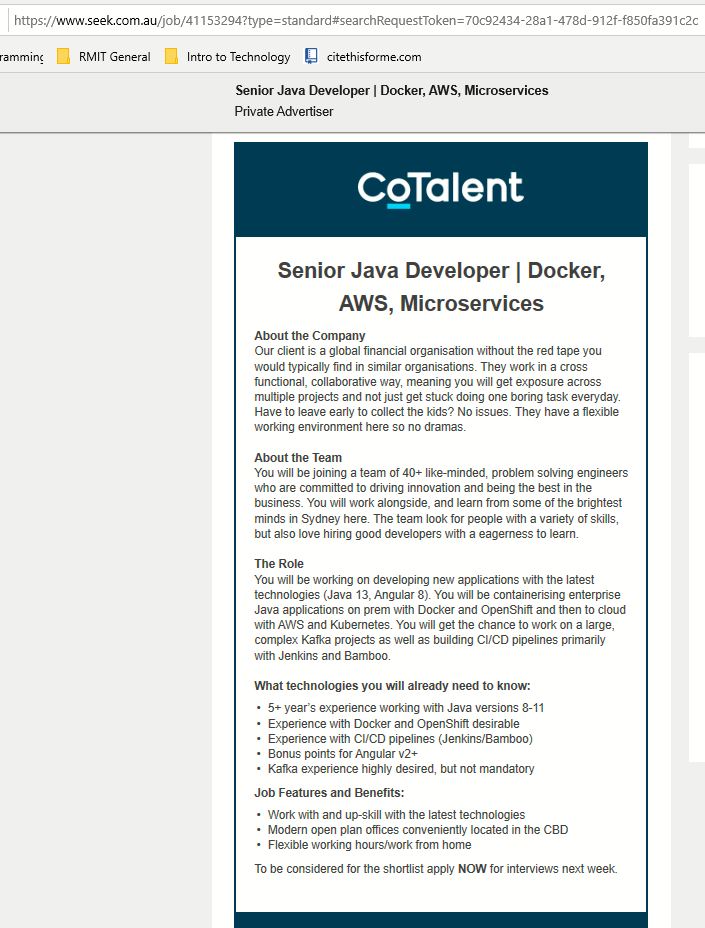 https://www.seek.com.au/job/41153294?type=standard#searchRequestToken=70c92434-28a1-478d-912f-f850fa391c2c
ramming RMIT General Intro to Technology citethisforme.com
Senior Java Developer | Docker, AWS, Microservices
Private Advertiser
CoTalent
Senior Java Developer | Docker,
AWS, Microservices
About the Company
Our client is a global financial organisation without the red tape you
would typically find in similar organisations. They work in a cross
functional, collaborative way, meaning you will get exposure across
multiple projects and not just get stuck doing one boring task everyday.
Have to leave early to collect the kids? No issues. They have a flexible
working environment here so no dramas.
About the Team
You will be joining a team of 40+ like-minded, problem solving engineers
who are committed to driving innovation and being the best in the
business. You will work alongside, and learn from some of the brightest
minds in Sydney here. The team look for people with a variety of skills,
but also love hiring good developers with a eagerness to learn.
The Role
You will be working on developing new applications with the latest
technologies (Java 13, Angular 8). You will be containerising enterprise
Java applications on prem with Docker and OpenShift and then to cloud
with AWS and Kubernetes. You will get the chance to work on a large,
complex Kafka projects as well as building CI/CD pipelines primarily
with Jenkins and Bamboo.
What technologies you will already need to know:
• 5+ year's experience working with Java versions 8-11
• Experience with Docker and OpenShift desirable
• Experience with CI/CD pipelines (Jenkins/Bamboo)
• Bonus points for Angular v2+
• Kafka experience highly desired, but not mandatory
Job Features and Benefits:
• Work with and up-skill with the latest technologies
• Modern open plan offices conveniently located in the CBD
• Flexible working hours/work from home
To be considered for the shortlist apply NOW for interviews next week.